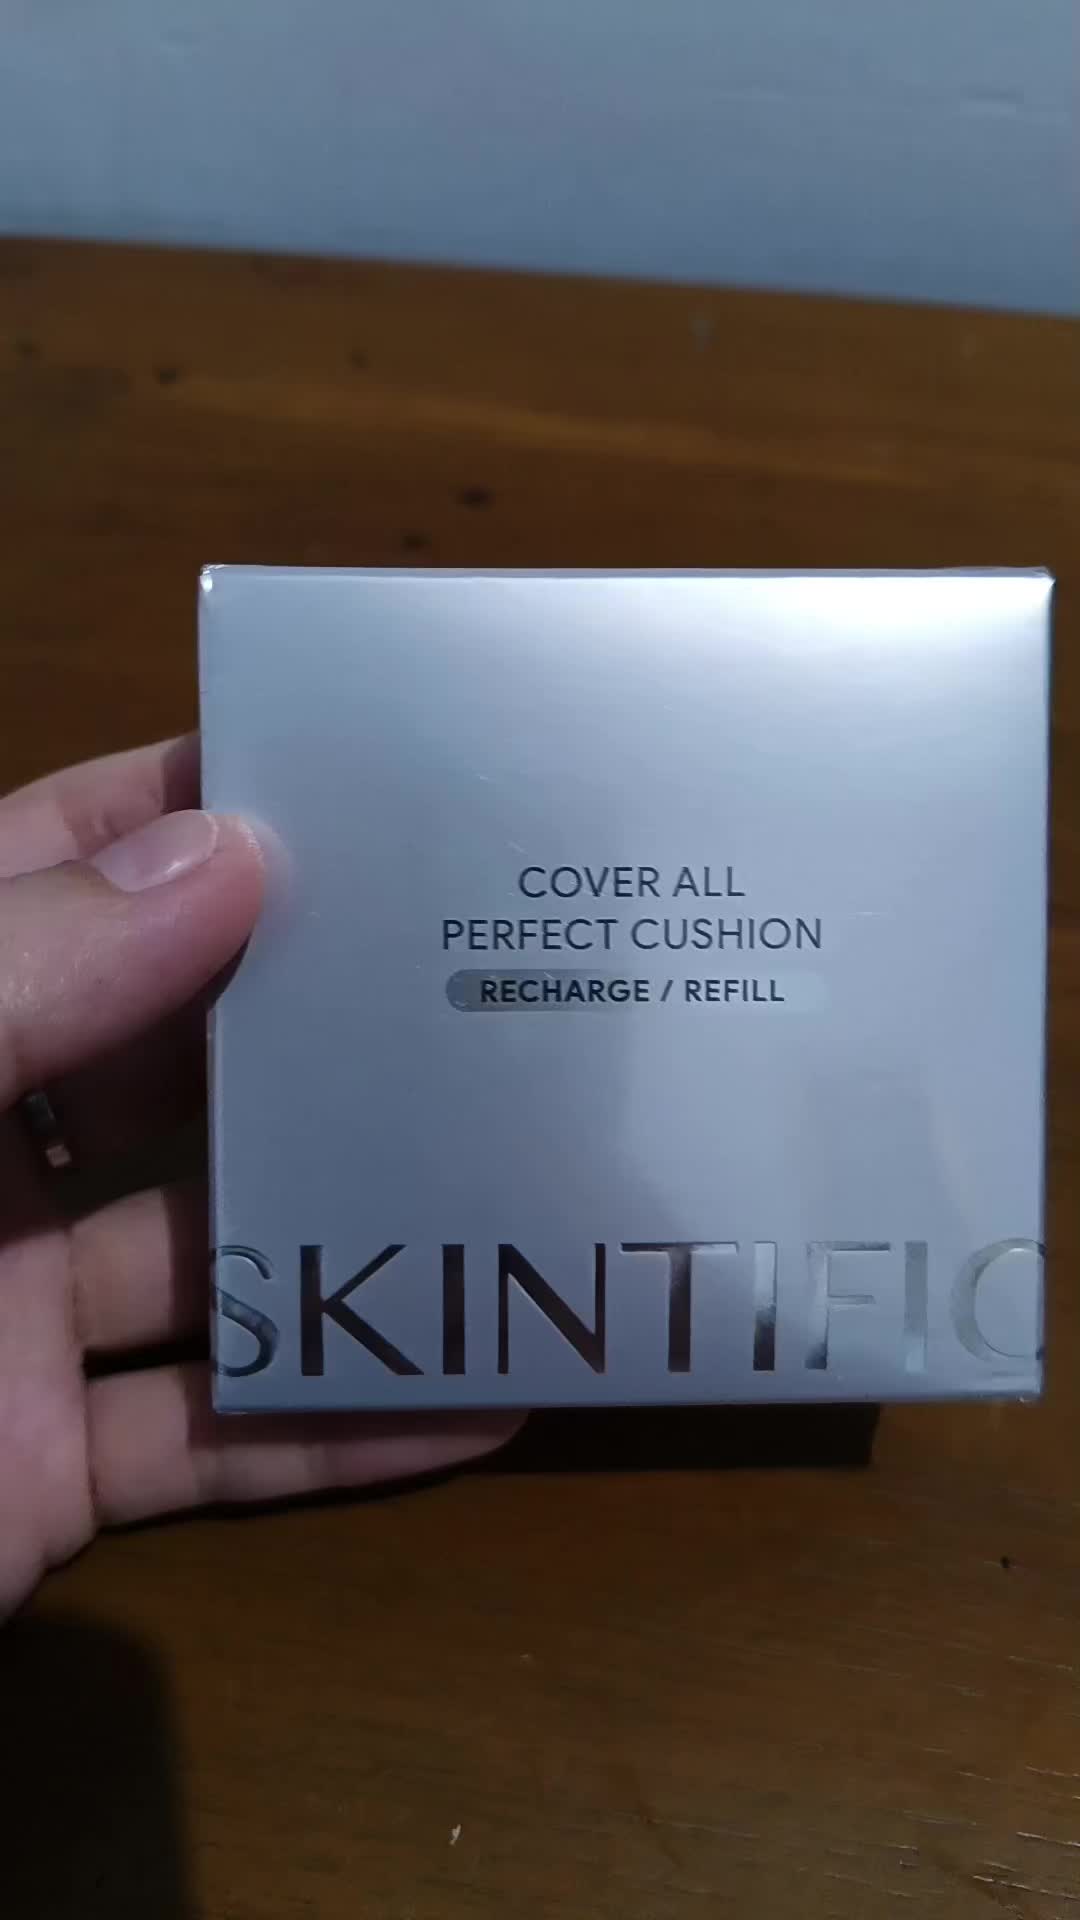 COVER ALL
PERFECT CUSHION
RECHARGE / REFILL
SKINTIFIC